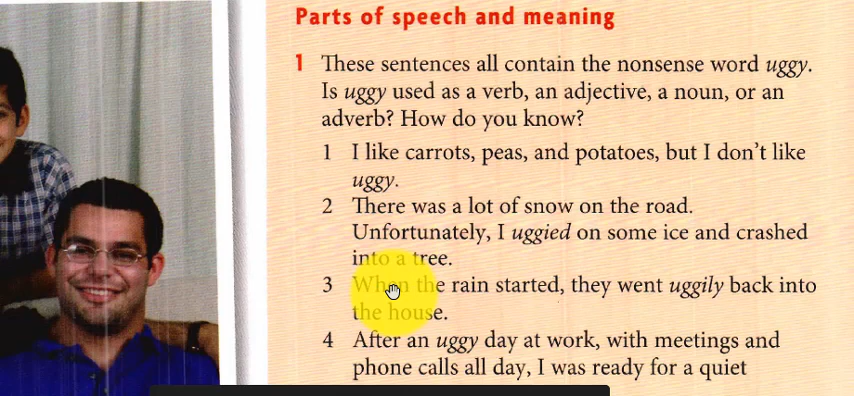 Parts of speech and meaning
1 These sentences all contain the nonsense word uggy.
Is uggy used as a verb, an adjective, a noun, or an
adverb? How do you know?
1 I like carrots, peas, and potatoes, but I don't like
uggy.
2 There was a lot of snow on the road.
Unfortunately, I uggied on some ice and crashed
into a tree.
3 When the rain started, they went uggily back into
the house.
4 After an uggy day at work, with meetings and
phone calls all day, I was ready for a quiet